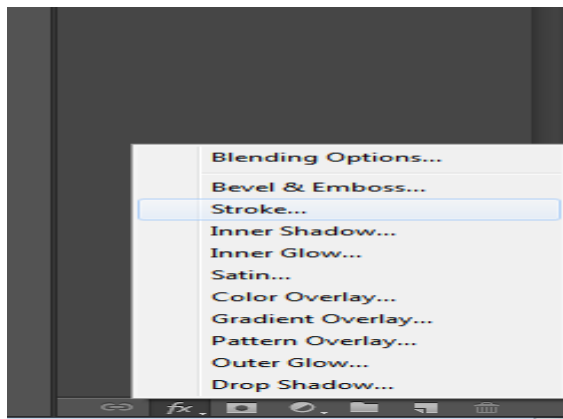 Blending Options...
Bevel & Emboss...
Stroke...
Inner Shadow...
Inner Glow...
Satin...
Color Overlay...
Gradient Overlay...
Pattern Overlay...
Outer Glow...
Drop Shadow...
fx